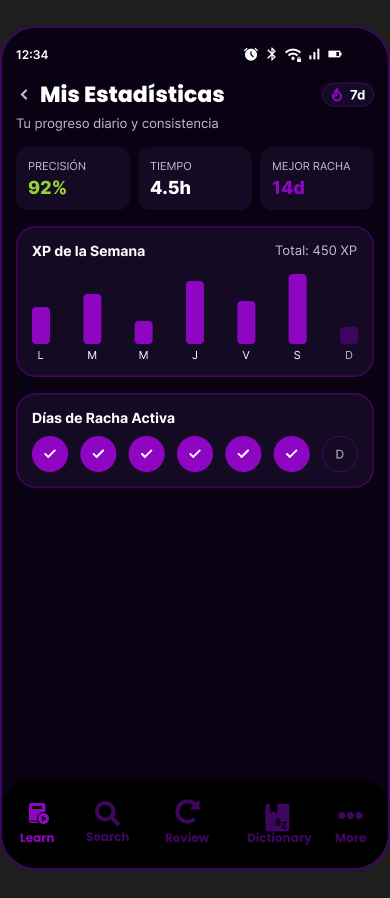 12:34
Mis Estadísticas
7d
Tu progreso diario y consistencia
PRECISIÓN
92%
TIEMPO
4.5h
MEJOR RACHA
14d
XP de la Semana
Total: 450 XP
L M M J V S D
Días de Racha Activa
D
Learn
Search
Review
Dictionary
More